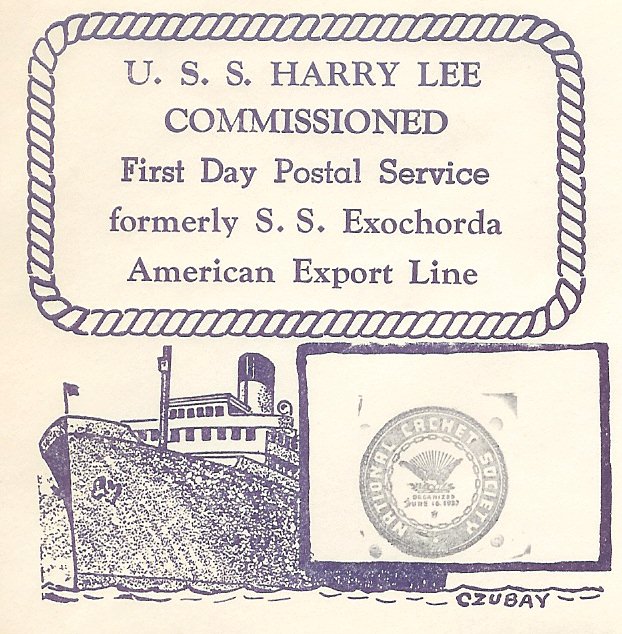 U. S. S. HARRY LEE
COMMISSIONED
First Day Postal Service
formerly S. S. Exochorda
American Export Line
NATIONAL CACHET SOCIETY
ORGANIZED
JUNE 16, 1937
CZUBAY